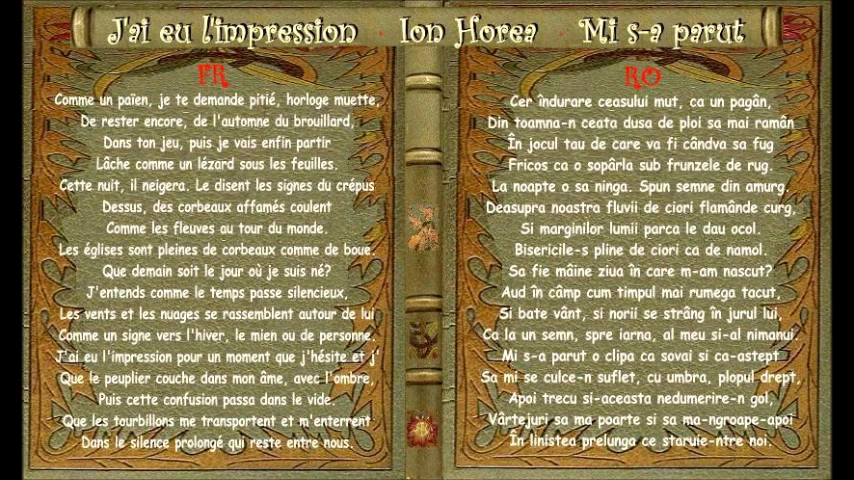 J'ai eu l'impression · Ion Horea · Mi s-a parut
FR
Comme un païen, je te demande pitié, horloge muette,
De rester encore, de l'automne du brouillard,
Dans ton jeu, puis je vais enfin partir
Lâche comme un lézard sous les feuilles.
Cette nuit, il neigera. Le disent les signes du crépus
Dessus, des corbeaux affamés coulent
Comme les fleuves au tour du monde.
Les églises sont pleines de corbeaux comme de boue.
Que demain soit le jour où je suis né?
J'entends comme le temps passe silencieux,
Les vents et les nuages se rassemblent autour de lui
Comme un signe vers l'hiver, le mien ou de personne.
J'ai eu l'impression pour un moment que j'hésite et j'
Que le peuplier couche dans mon âme, avec l'ombre,
Puis cette confusion passa dans le vide.
Que les tourbillons me transportent et m'enterrent
Dans le silence prolongé qui reste entre nous.
RO
Cer îndurare ceasului mut, ca un pagân,
Din toamna-n ceata dusa de ploi sa mai ramân
În jocul tau de care va fi cândva sa fug
Fricos ca o sopârla sub frunzele de rug.
La noapte o sa ninga. Spun semne din amurg.
Deasupra noastra fluvii de ciori flamânde curg,
Si marginilor lumii parca le dau ocol.
Bisericile-s pline de ciori ca de namol.
Sa fie mâine ziua în care m-am nascut?
Aud în câmp cum timpul mai rumega tacut,
Si bate vânt, si norii se strâng în jurul lui,
Ca la un semn, spre iarna, al meu si-al nimanui.
Mi s-a parut o clipa ca sovai si ca-astept
Sa mi se culce-n suflet, cu umbra, plopul drept,
Apoi trecu si-aceasta nedumerire-n gol,
Vârtejuri sa ma poarte si sa ma-ngroape-apoi
În linistea prelunga ce staruie-ntre noi.